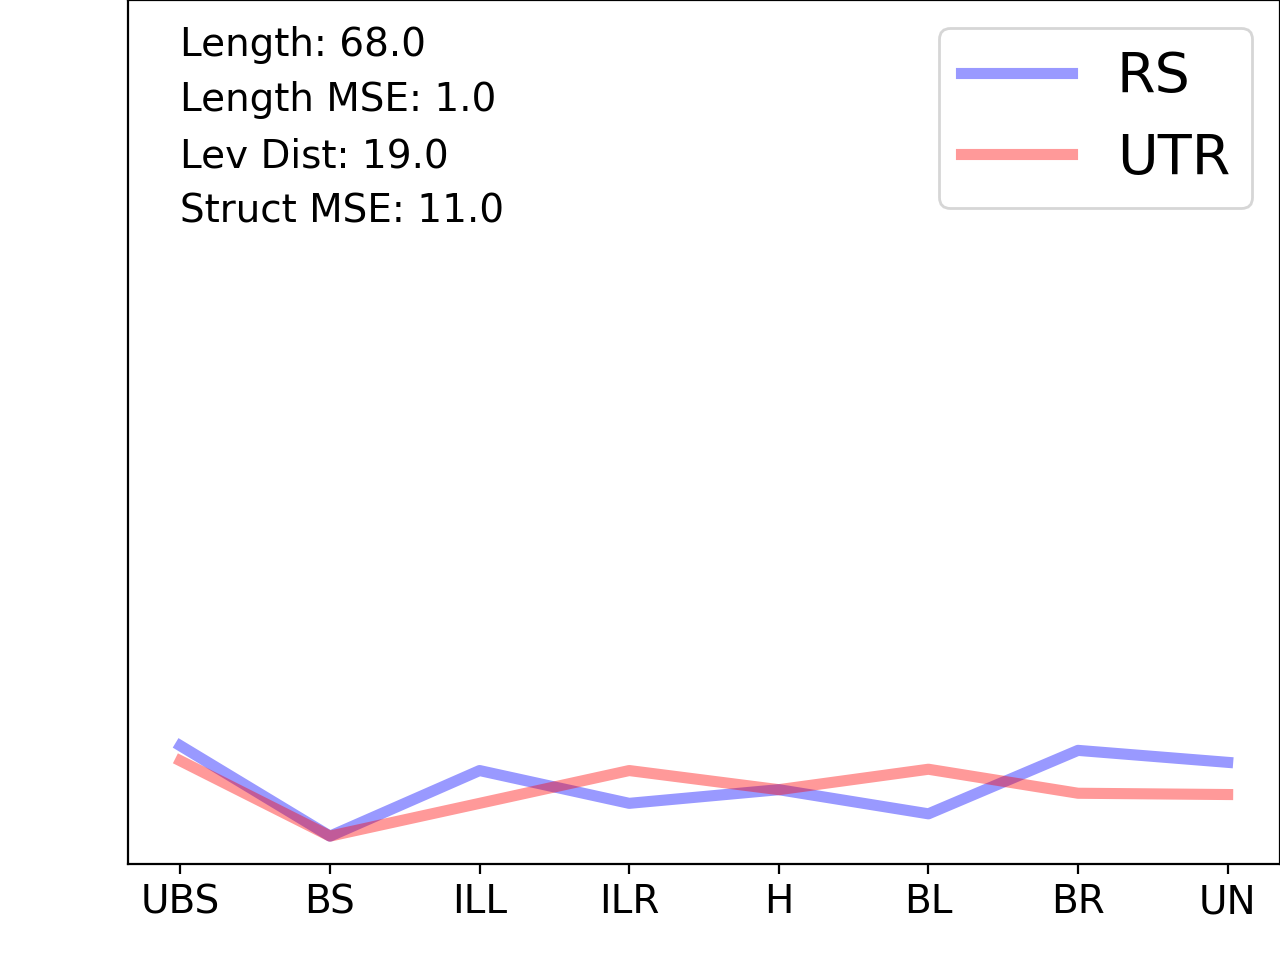 Length: 68.0
Length MSE: 1.0
Lev Dist: 19.0
Struct MSE: 11.0
RS
UTR
UBS BS ILL ILR H BL BR UN